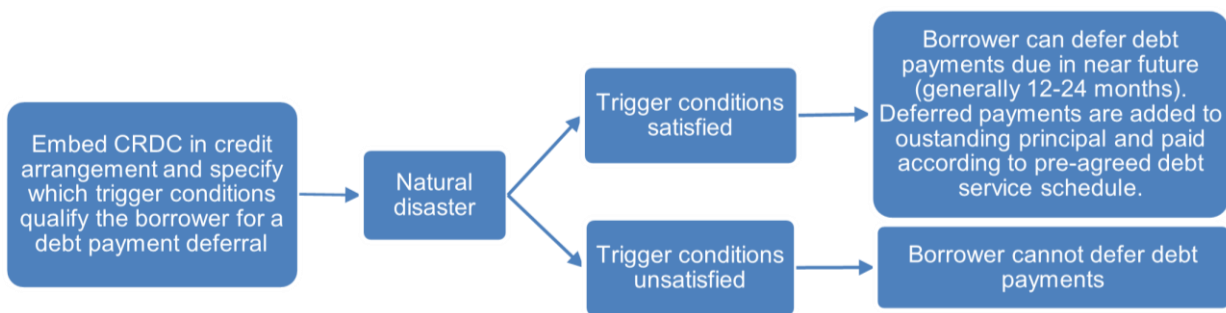 Embed CRDC in credit
arrangement and specify
which trigger conditions
qualify the borrower for a
debt payment deferral
Natural
disaster
Trigger conditions
satisfied
Borrower can defer debt
payments due in near future
(generally 12-24 months).
Deferred payments are added to
oustanding principal and paid
according to pre-agreed debt
service schedule.
Trigger conditions
unsatisfied
Borrower cannot defer debt
payments